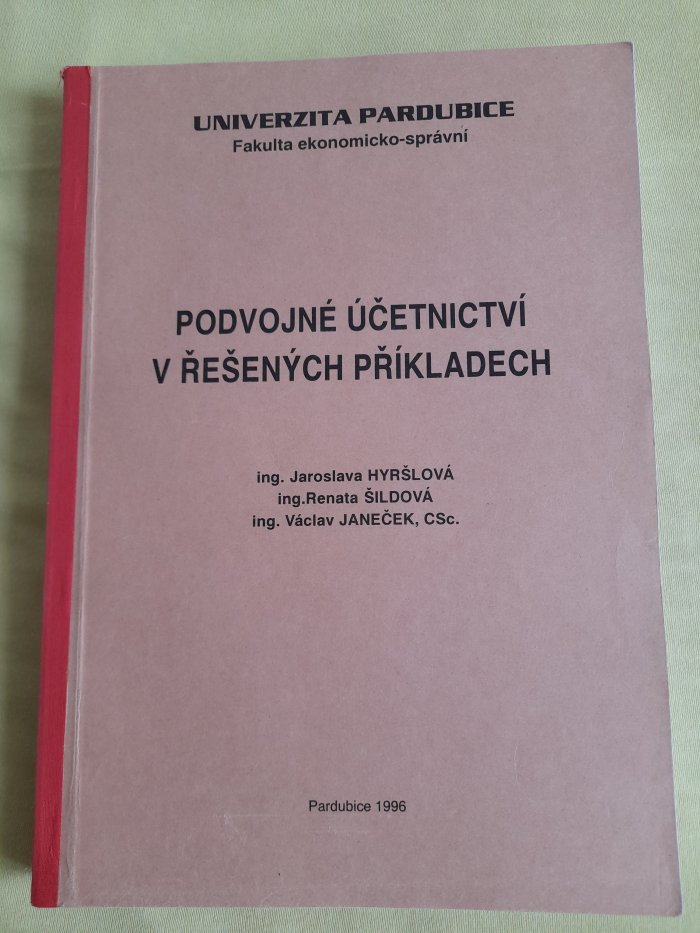 UNIVERZITA PARDUBICE
Fakulta ekonomicko-správní
PODVOJNÉ ÚČETNICTVÍ
V ŘEŠENÝCH PŘÍKLADECH
ing. Jaroslava HYRŠLOVÁ
ing.Renata ŠILDOVÁ
ing. Václav JANEČEK, CSc.
Pardubice 1996